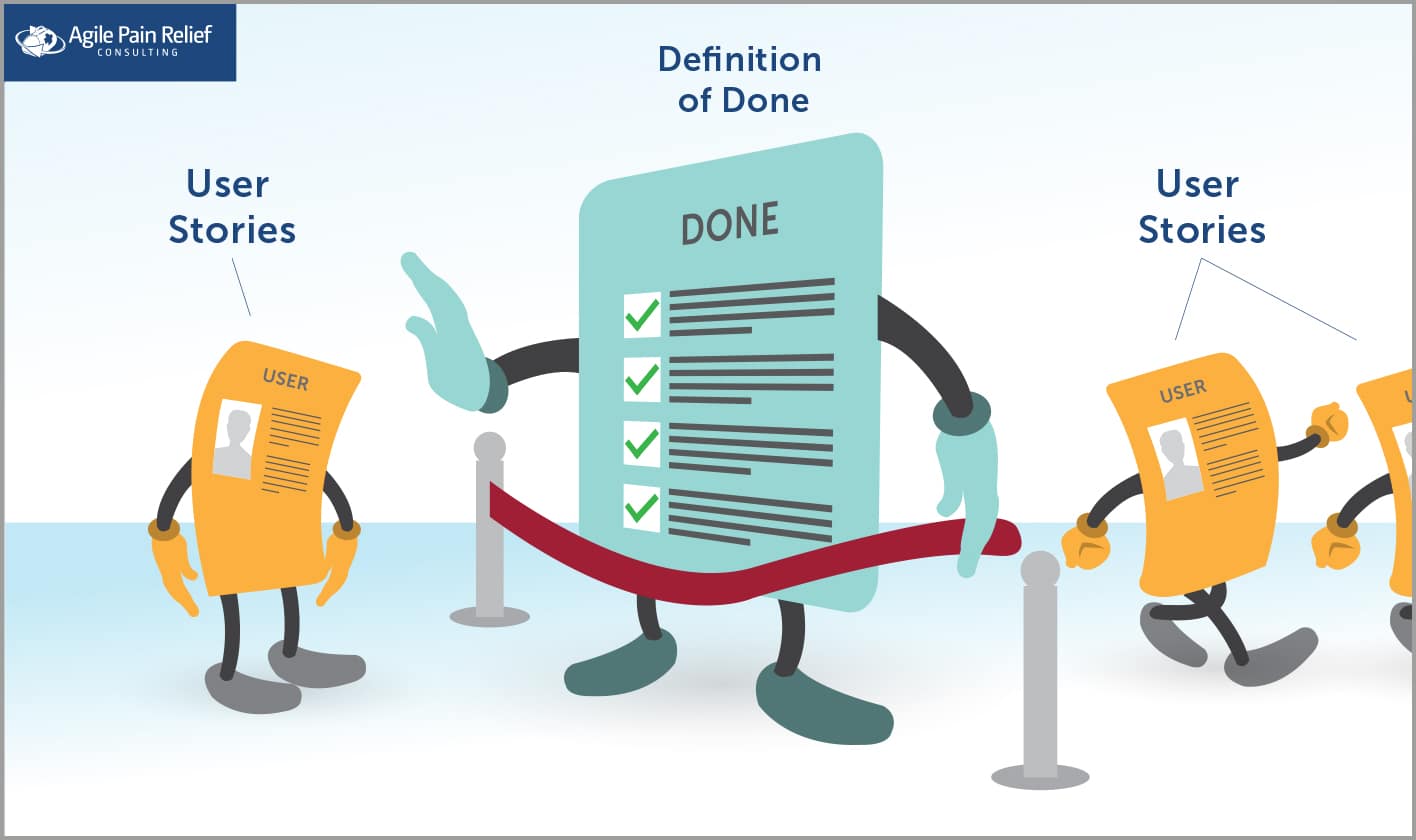 Agile Pain Relief
CONSULTING
Definition
of Done
User
Stories
User
Stories
DONE
USER
USER